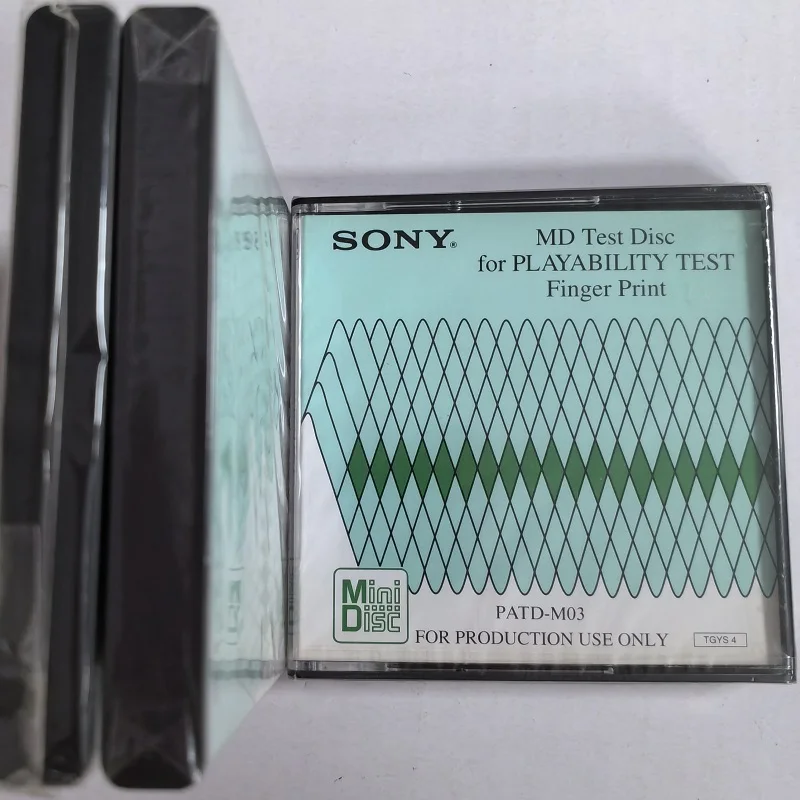 SONY®
MD Test Disc
for PLAYABILITY TEST
Finger Print
Mini
Disc
PATD-M03
FOR PRODUCTION USE ONLY
TGYS 4